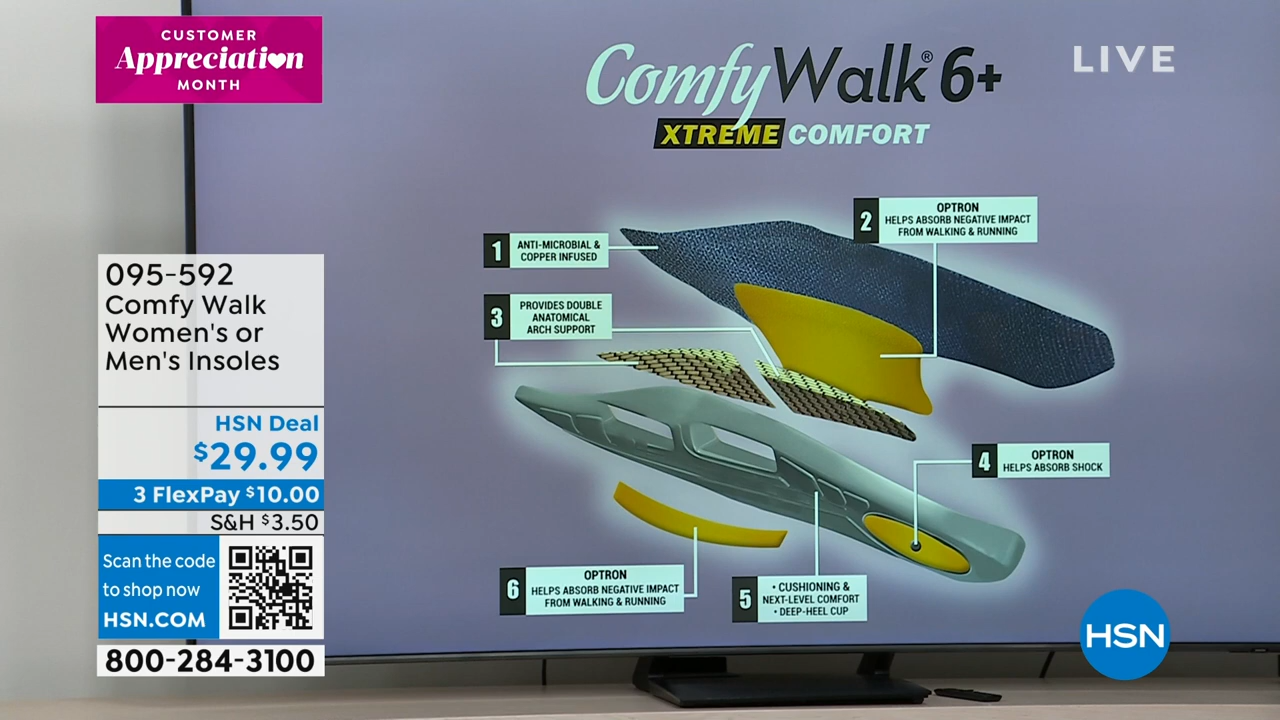 CUSTOMER
Appreciation
MONTH
LIVE
ComfyWalk® 6+
XTREME COMFORT
1 ANTI-MICROBIAL &
COPPER INFUSED
2 OPTRON
HELPS ABSORB NEGATIVE IMPACT
FROM WALKING & RUNNING
3 PROVIDES DOUBLE
ANATOMICAL
ARCH SUPPORT
4 OPTRON
HELPS ABSORB SHOCK
6 OPTRON
HELPS ABSORB NEGATIVE IMPACT
FROM WALKING & RUNNING
5 • CUSHIONING &
NEXT-LEVEL COMFORT
• DEEP-HEEL CUP
095-592
Comfy Walk
Women's or
Men's Insoles
HSN Deal
$29.99
3 FlexPay $10.00
S&H $3.50
Scan the code
to shop now
HSN.COM
800-284-3100
HSN